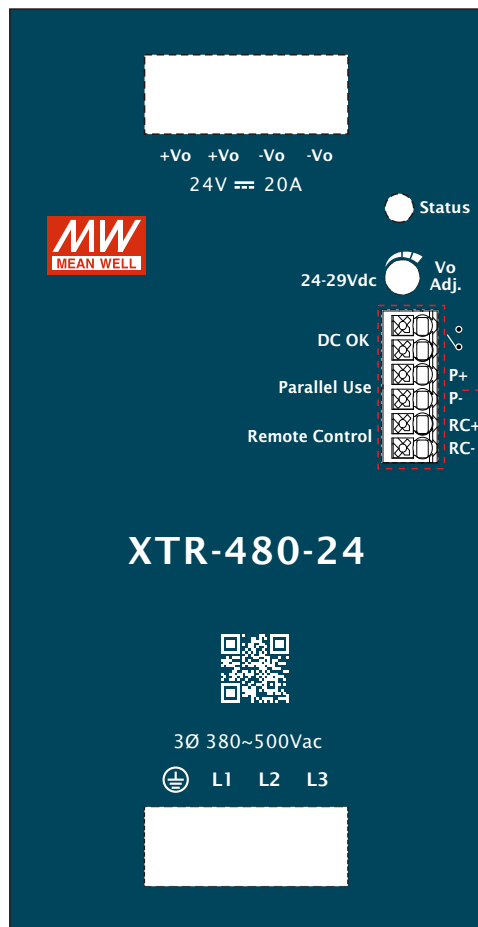 +Vo +Vo -Vo -Vo
24V ⎓ 20A
Status
MW
MEAN WELL
24-29Vdc
Vo
Adj.
DC OK
Parallel Use
P+
P-
Remote Control
RC+
RC-
XTR-480-24
3Ø 380~500Vac
L1 L2 L3